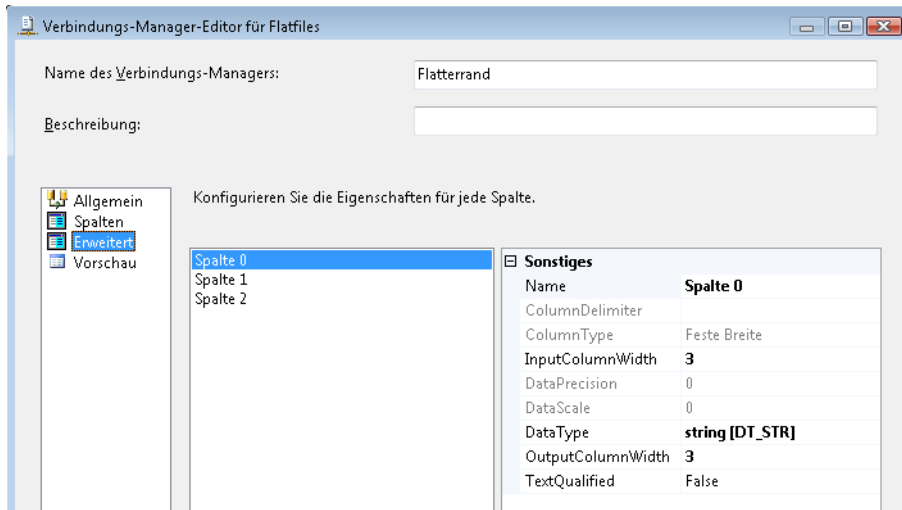 Verbindungs-Manager-Editor für Flatfiles
Name des Verbindungs-Managers:
Flatterrand
Beschreibung:
Allgemein
Spalten
Erweitert
Vorschau
Konfigurieren Sie die Eigenschaften für jede Spalte.
Spalte 0
Spalte 1
Spalte 2
Sonstiges
Name Spalte 0
ColumnDelimiter
ColumnType Feste Breite
InputColumnWidth 3
DataPrecision 0
DataScale 0
DataType string [DT_STR]
OutputColumnWidth 3
TextQualified False